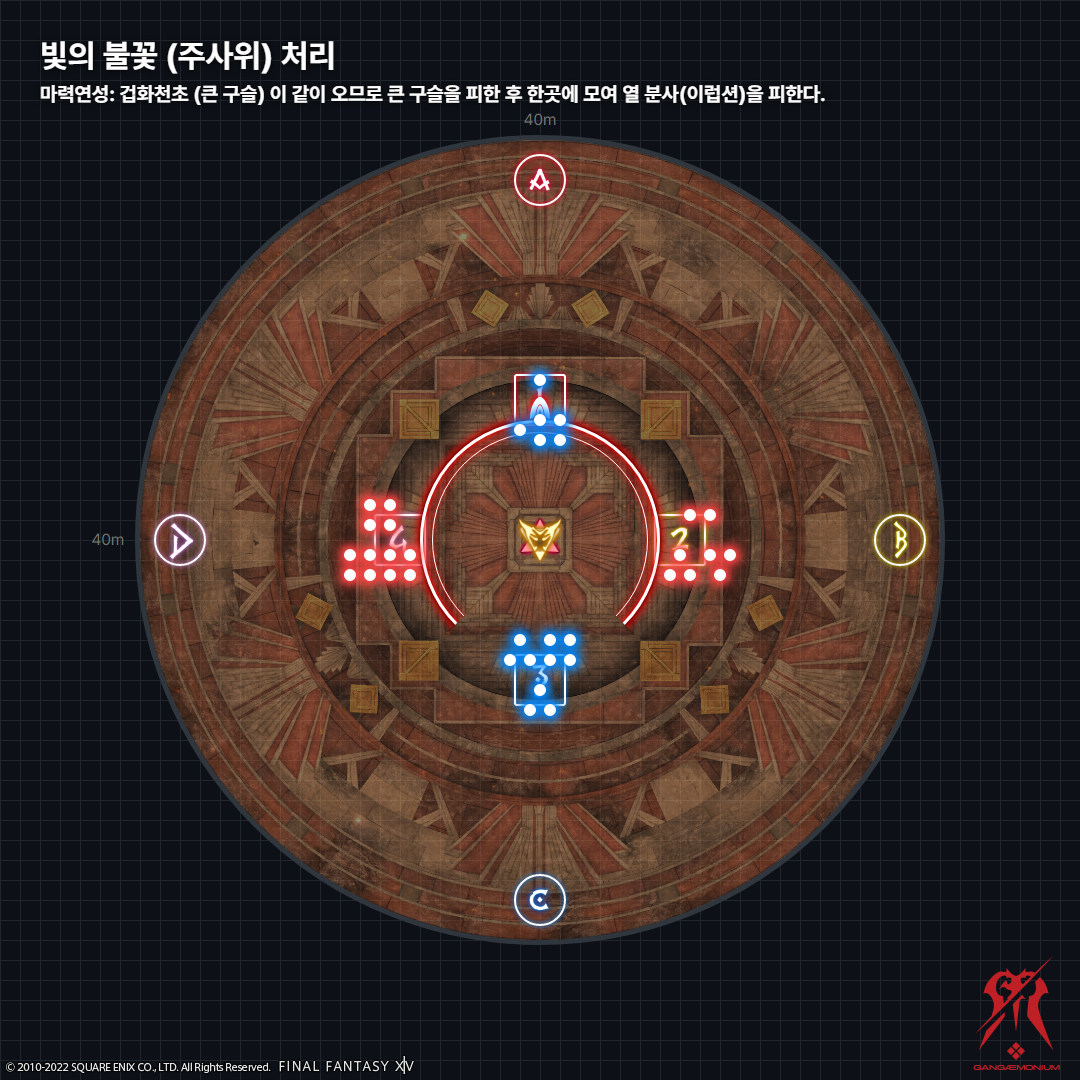 빛의 불꽃 (주사위) 처리
마력연성: 겁화천초 (큰 구슬) 이 같이 오므로 큰 구슬을 피한 후 한곳에 모여 열 분사(이럽션)을 피한다.
40m
A
4
2
40m
D
B
3
C
GANGÆMONIUM
© 2010-2022 SQUARE ENIX CO., LTD. All Rights Reserved. FINAL FANTASY XIV